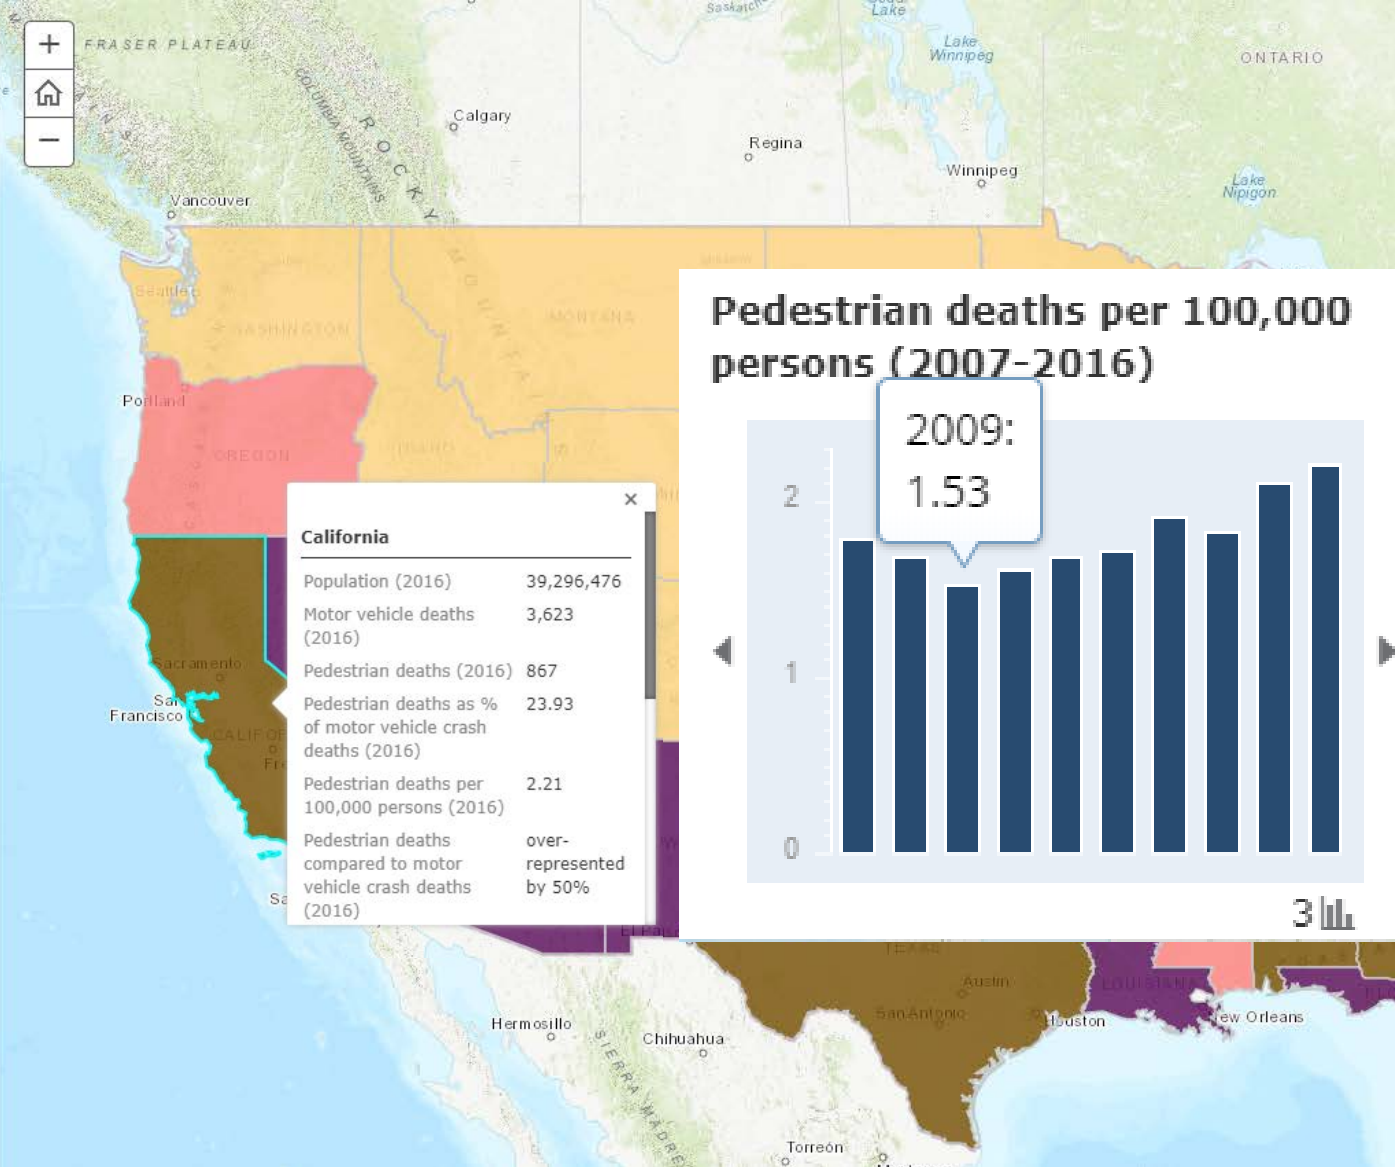 +
−
FRASER PLATEAU
COLUMBIA MOUNTAINS
ROCKY
MOUNTAI
Calgary
Regina
Lake
Winnipeg
Winnipeg
ONTARIO
Lake
Nipigon
Vancouver
Seattle
WASHINGTON
MONTANA
Portland
OREGON
IDAHO
Pedestrian deaths per 100,000
persons (2007-2016)
2009:
1.53
2
1
0
3
×
California
Population (2016) 39,296,476
Motor vehicle deaths 3,623
(2016)
Pedestrian deaths (2016) 867
Pedestrian deaths as % 23.93
of motor vehicle crash
deaths (2016)
Pedestrian deaths per 2.21
100,000 persons (2016)
Pedestrian deaths over-
compared to motor represented
vehicle crash deaths by 50%
(2016)
Sacramento
San
Francisco
CALIFO
Fre
Sa
El Pa
TEXAS
Austin
San Antonio
Houston
LOUISIANA
New Orleans
Hermosillo
Chihuahua
SIERRA MADRE
Torreón